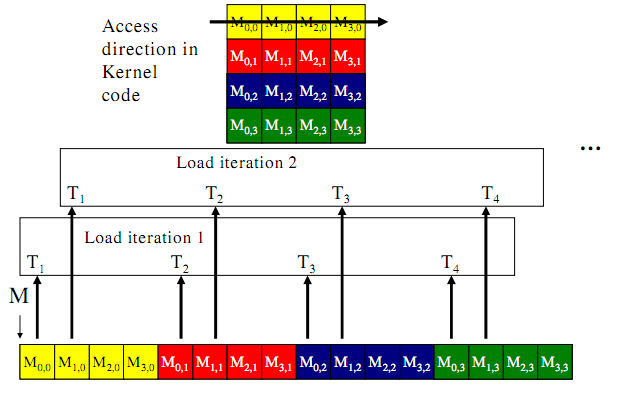 Access
direction in
Kernel
code
M0,0 M1,0 M2,0 M3,0
M0,1 M1,1 M2,1 M3,1
M0,2 M1,2 M2,2 M3,2
M0,3 M1,3 M2,3 M3,3
...
Load iteration 2
T1 T2 T3 T4
Load iteration 1
T1 T2 T3 T4
M
M0,0 M1,0 M2,0 M3,0 M0,1 M1,1 M2,1 M3,1 M0,2 M1,2 M2,2 M3,2 M0,3 M1,3 M2,3 M3,3